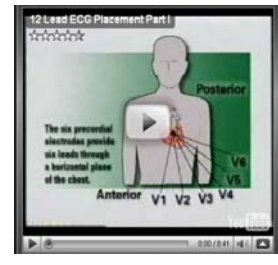 12 Lead ECG Placement Part I
Posterior
The six precordial
electrodes provide
six leads through
a horizontal plane
of the chest.
V6
V5
Anterior V1 V2 V3 V4
YouTube
0:00 / 8:41